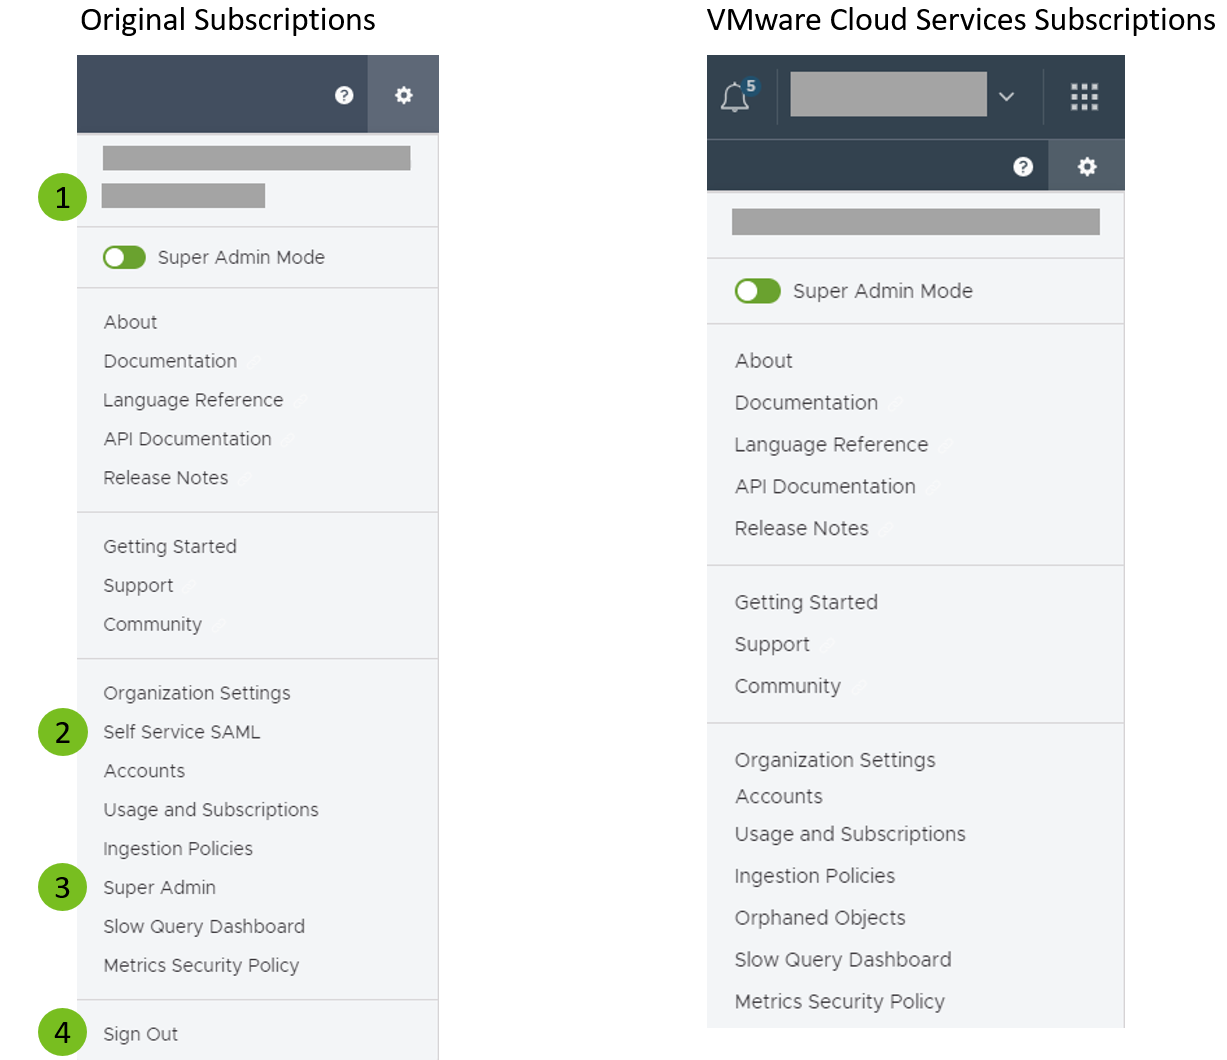 Original Subscriptions
?
1
Super Admin Mode
About
Documentation
Language Reference
API Documentation
Release Notes
Getting Started
Support
Community
Organization Settings
2
Self Service SAML
Accounts
Usage and Subscriptions
Ingestion Policies
3
Super Admin
Slow Query Dashboard
Metrics Security Policy
4
Sign Out
VMware Cloud Services Subscriptions
5
?
Super Admin Mode
About
Documentation
Language Reference
API Documentation
Release Notes
Getting Started
Support
Community
Organization Settings
Accounts
Usage and Subscriptions
Ingestion Policies
Orphaned Objects
Slow Query Dashboard
Metrics Security Policy